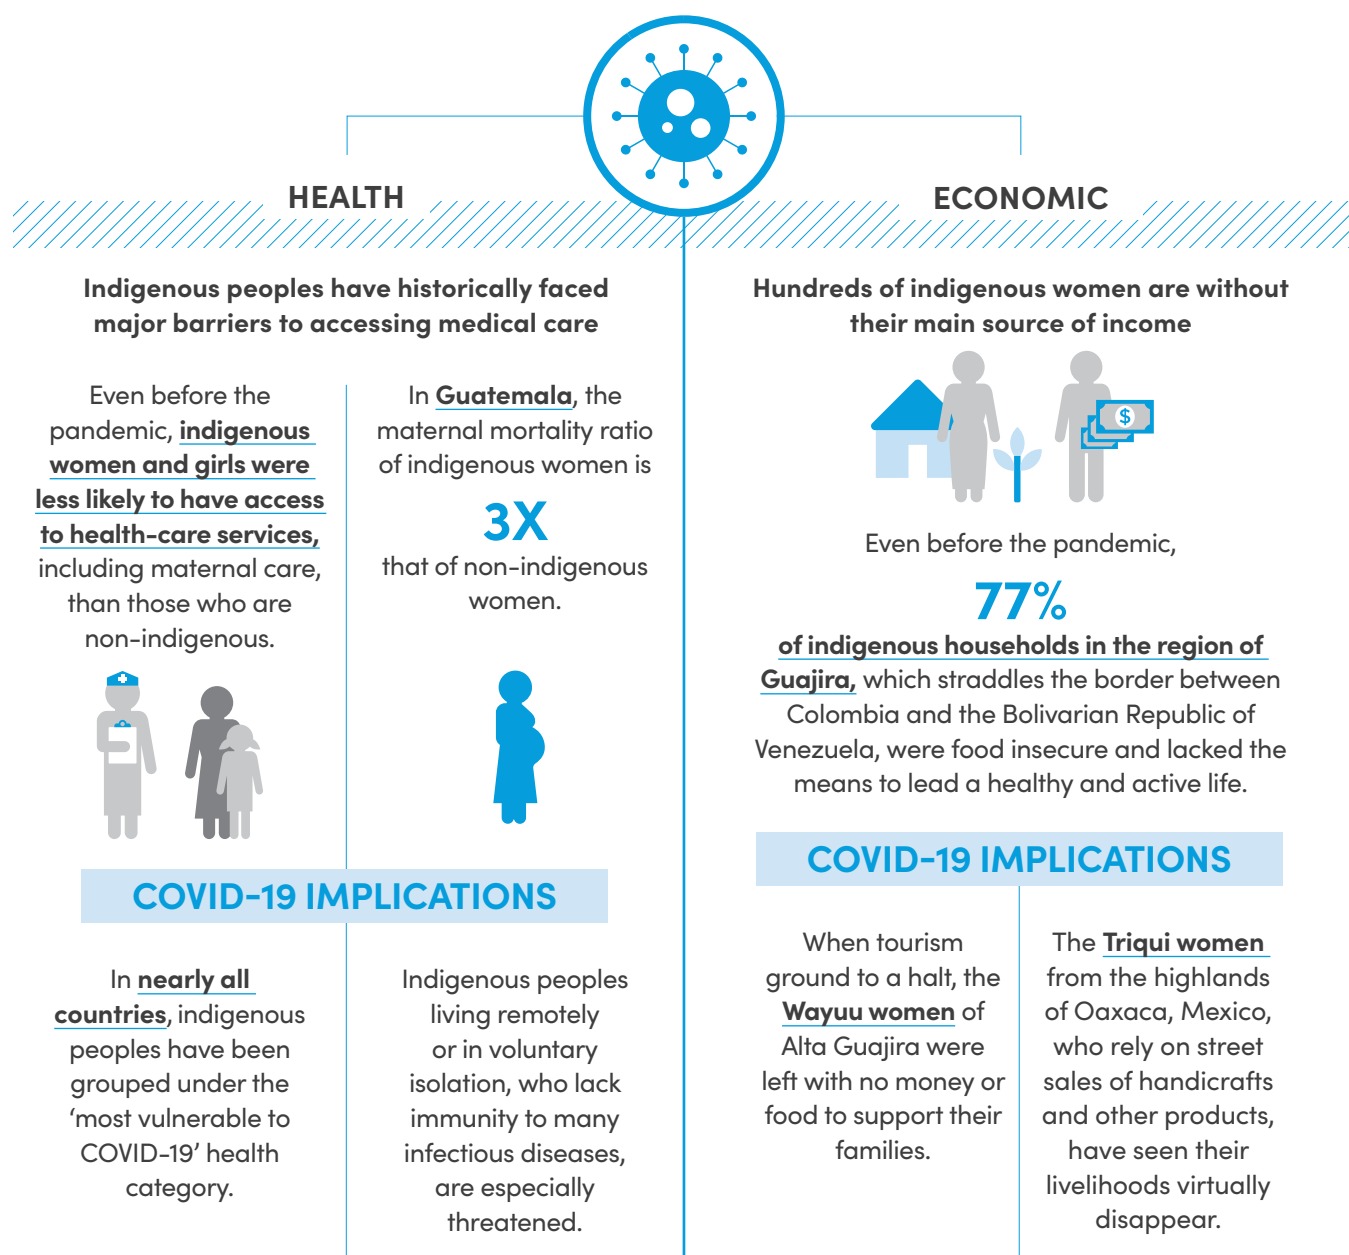 HEALTH
Indigenous peoples have historically faced
major barriers to accessing medical care
Even before the
pandemic, indigenous
women and girls were
less likely to have access
to health-care services,
including maternal care,
than those who are
non-indigenous.
In Guatemala, the
maternal mortality ratio
of indigenous women is
3X
that of non-indigenous
women.
COVID-19 IMPLICATIONS
In nearly all
countries, indigenous
peoples have been
grouped under the
‘most vulnerable to
COVID-19’ health
category.
Indigenous peoples
living remotely
or in voluntary
isolation, who lack
immunity to many
infectious diseases,
are especially
threatened.
ECONOMIC
Hundreds of indigenous women are without
their main source of income
$
Even before the pandemic,
77%
of indigenous households in the region of
Guajira, which straddles the border between
Colombia and the Bolivarian Republic of
Venezuela, were food insecure and lacked the
means to lead a healthy and active life.
COVID-19 IMPLICATIONS
When tourism
ground to a halt, the
Wayuu women of
Alta Guajira were
left with no money or
food to support their
families.
The Triqui women
from the highlands
of Oaxaca, Mexico,
who rely on street
sales of handicrafts
and other products,
have seen their
livelihoods virtually
disappear.